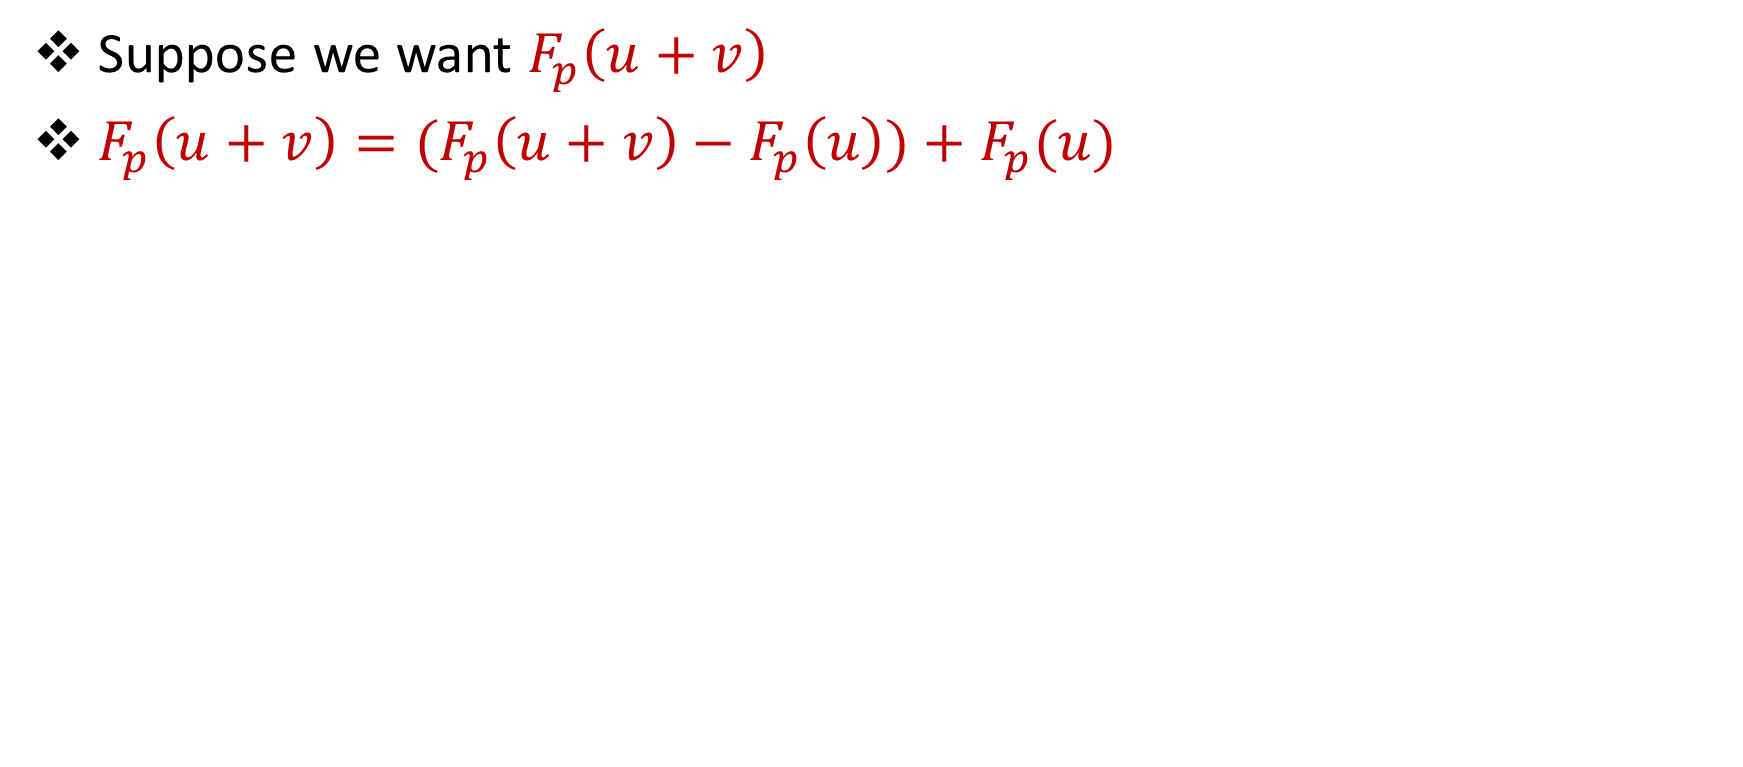 ❖ Suppose we want $F_p(u + v)$
❖ $F_p(u + v) = (F_p(u + v) - F_p(u)) + F_p(u)$